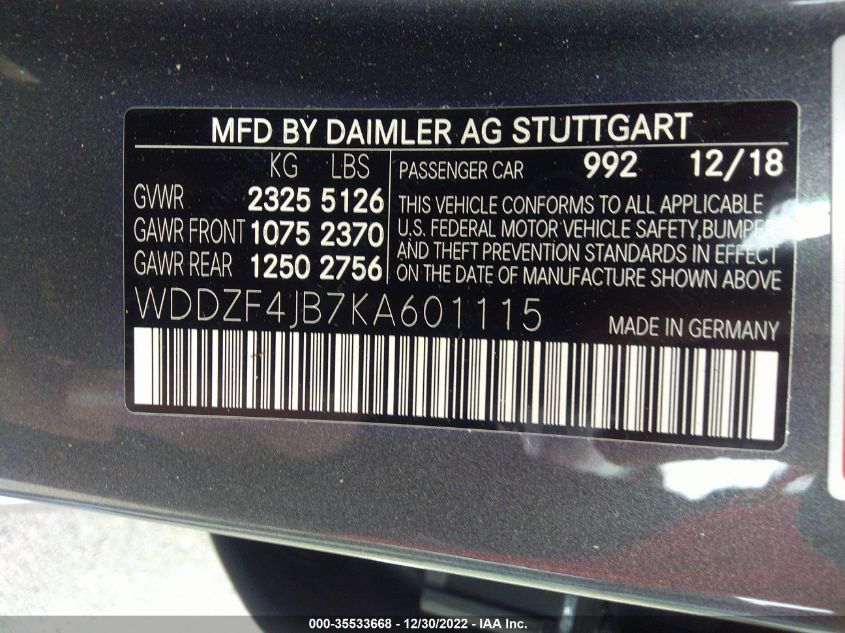 MFD BY DAIMLER AG STUTTGART
KG LBS
GVWR 2325 5126
GAWR FRONT 1075 2370
GAWR REAR 1250 2756
PASSENGER CAR 992 12/18
THIS VEHICLE CONFORMS TO ALL APPLICABLE
U.S. FEDERAL MOTOR VEHICLE SAFETY,BUMPER
AND THEFT PREVENTION STANDARDS IN EFFECT
ON THE DATE OF MANUFACTURE SHOWN ABOVE
WDDZF4JB7KA601115
MADE IN GERMANY
000-35533668 - 12/30/2022 - IAA Inc.